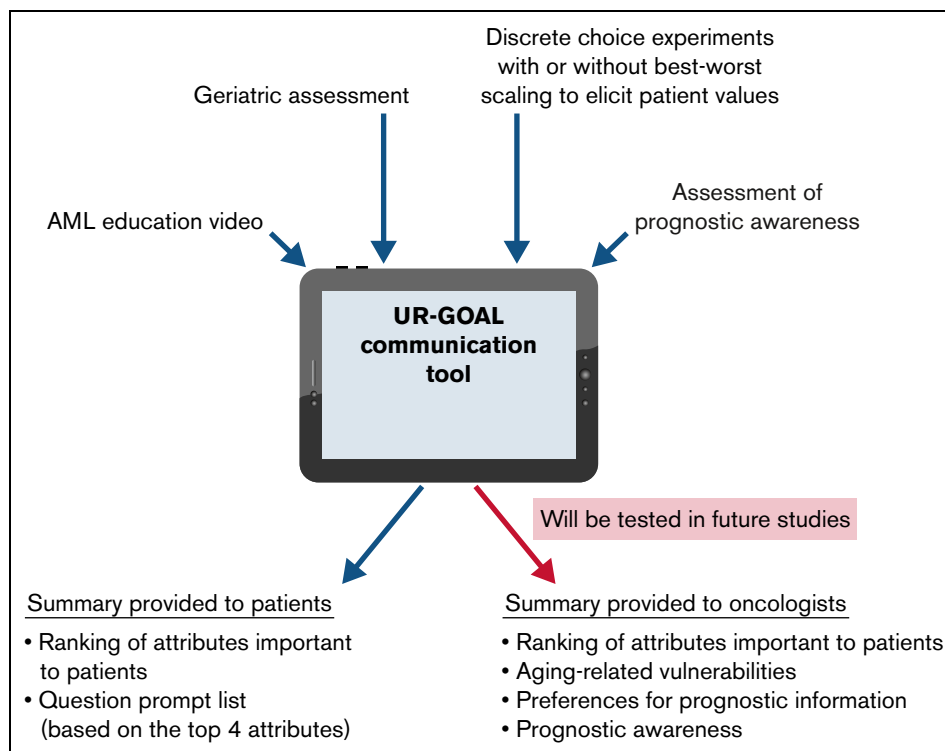 Discrete choice experiments
with or without best-worst
scaling to elicit patient values
Geriatric assessment
Assessment of
prognostic awareness
AML education video
UR-GOAL
communication
tool
Will be tested in future studies
Summary provided to patients
• Ranking of attributes important
to patients
• Question prompt list
(based on the top 4 attributes)
Summary provided to oncologists
• Ranking of attributes important to patients
• Aging-related vulnerabilities
• Preferences for prognostic information
• Prognostic awareness